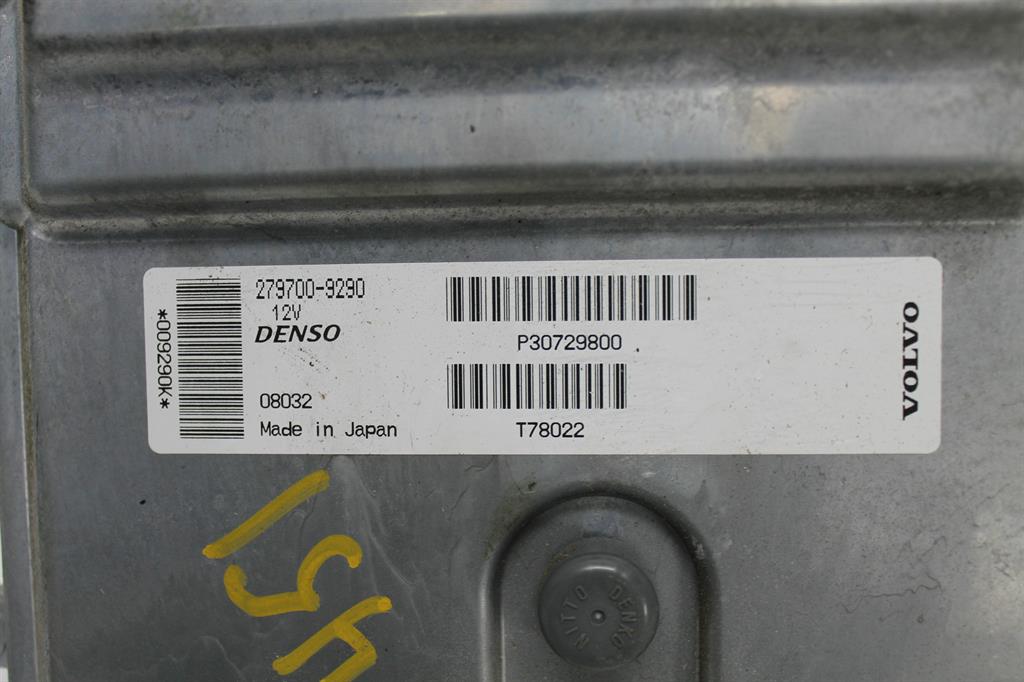 *009290K*
279700-9290
12V
DENSO
08032
Made in Japan
P30729800
T78022
VOLVO
NITTO DENKO